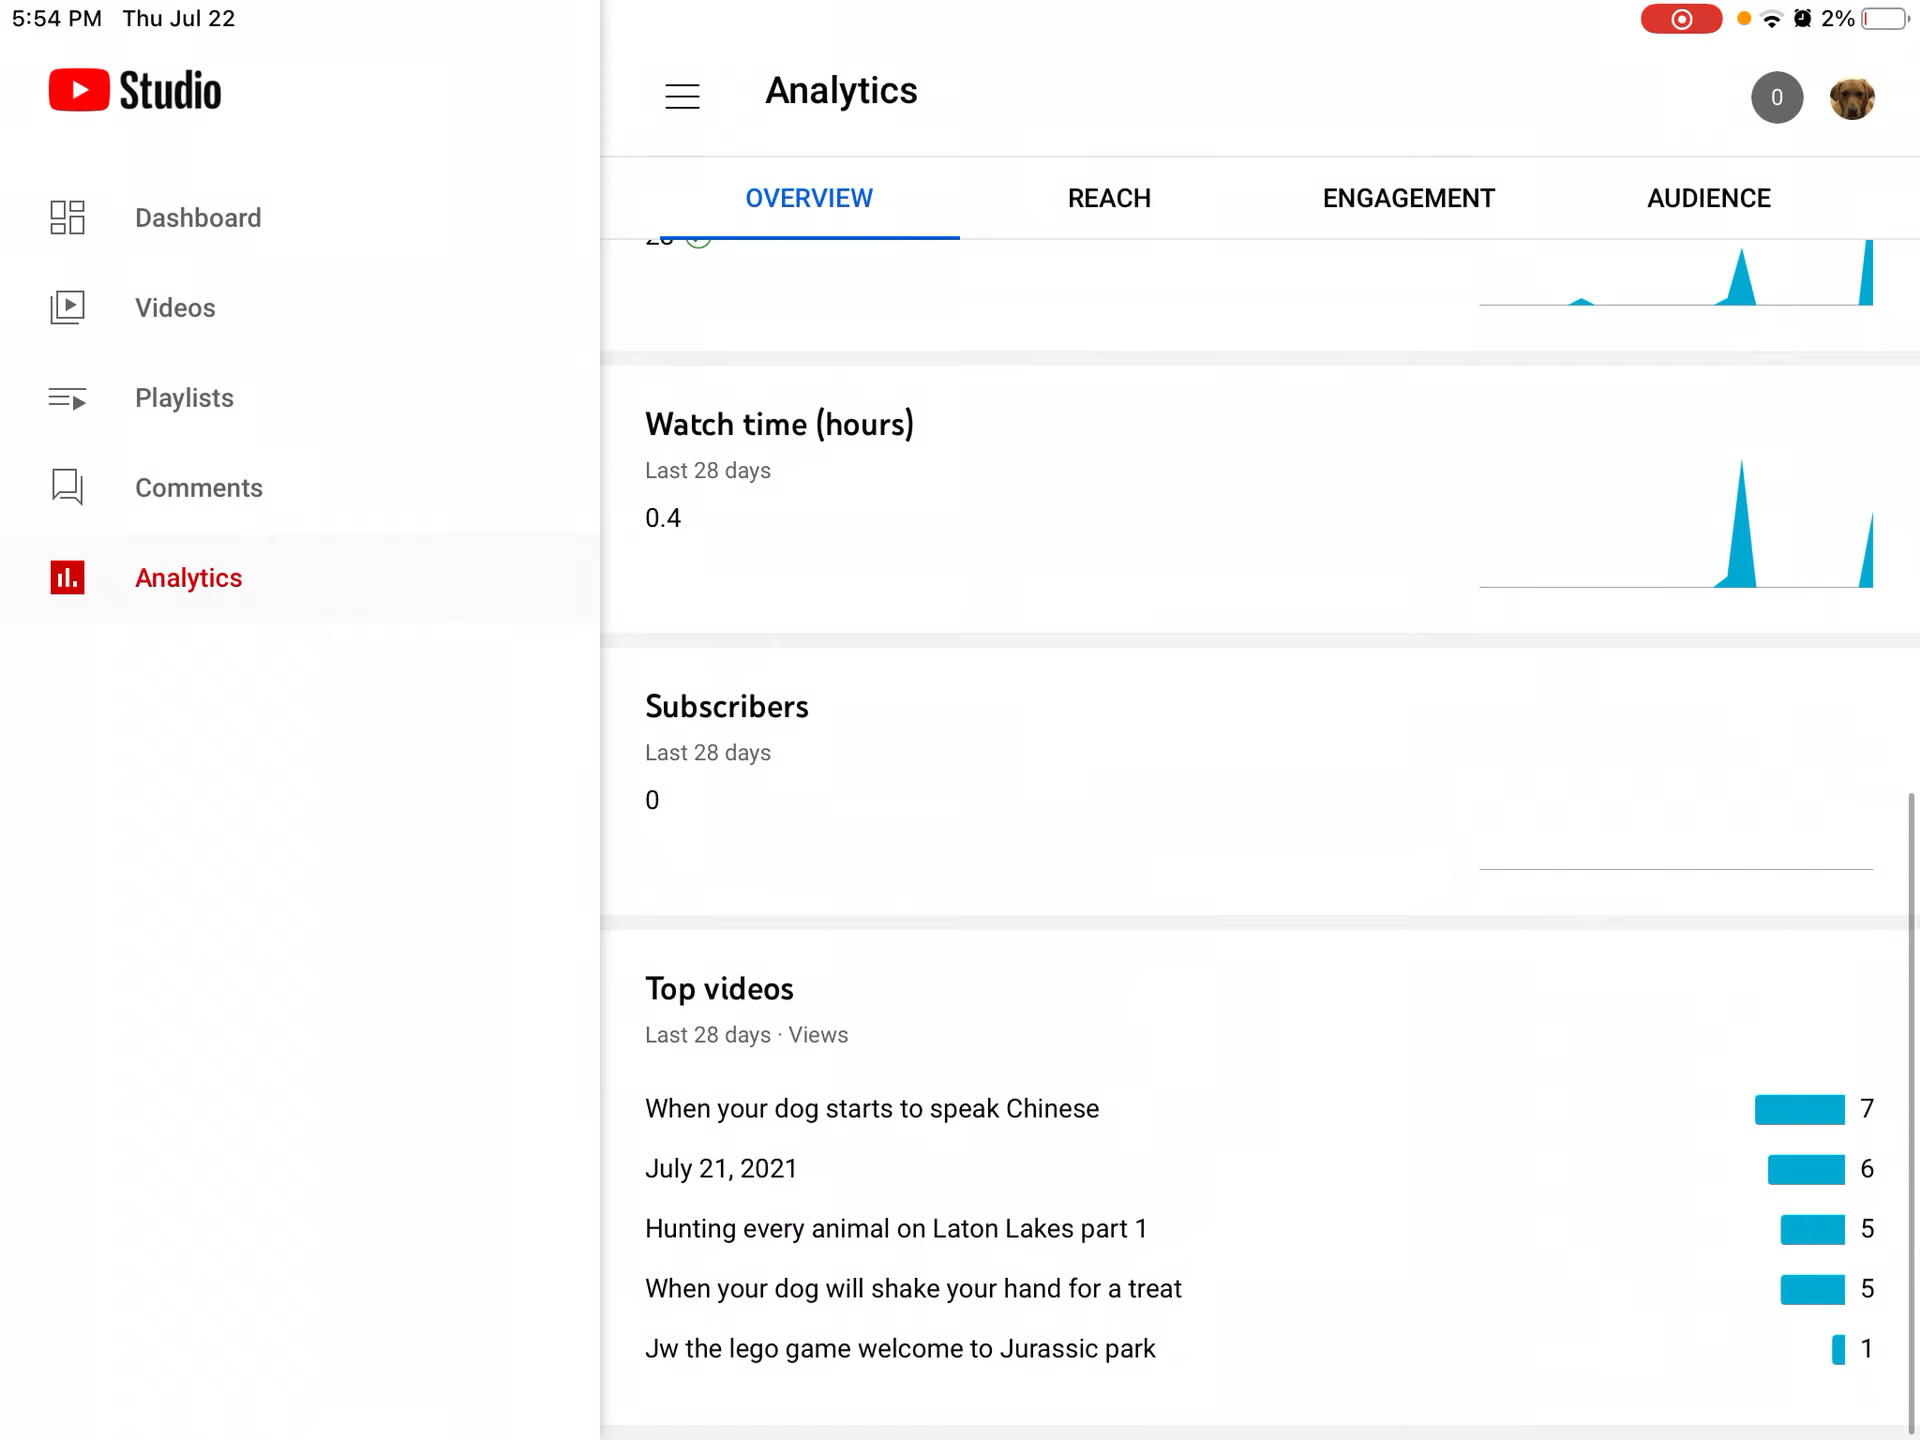 5:54 PM Thu Jul 22
2%
Studio
Analytics
0
Dashboard
Videos
Playlists
Comments
Analytics
OVERVIEW REACH ENGAGEMENT AUDIENCE
Watch time (hours)
Last 28 days
0.4
Subscribers
Last 28 days
0
Top videos
Last 28 days · Views
When your dog starts to speak Chinese 7
July 21, 2021 6
Hunting every animal on Laton Lakes part 1 5
When your dog will shake your hand for a treat 5
Jw the lego game welcome to Jurassic park 1